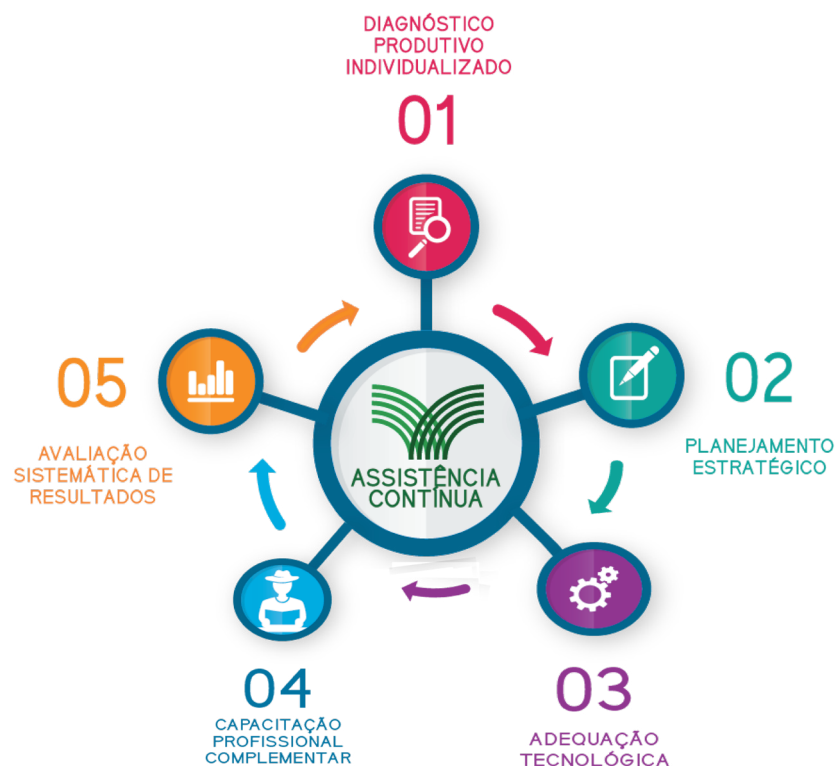 DIAGNÓSTICO
PRODUTIVO
INDIVIDUALIZADO
01
02
PLANEJAMENTO
ESTRATÉGICO
03
ADEQUAÇÃO
TECNOLÓGICA
04
CAPACITAÇÃO
PROFISSIONAL
COMPLEMENTAR
05
AVALIAÇÃO
SISTEMÁTICA DE
RESULTADOS
ASSISTÊNCIA
CONTÍNUA